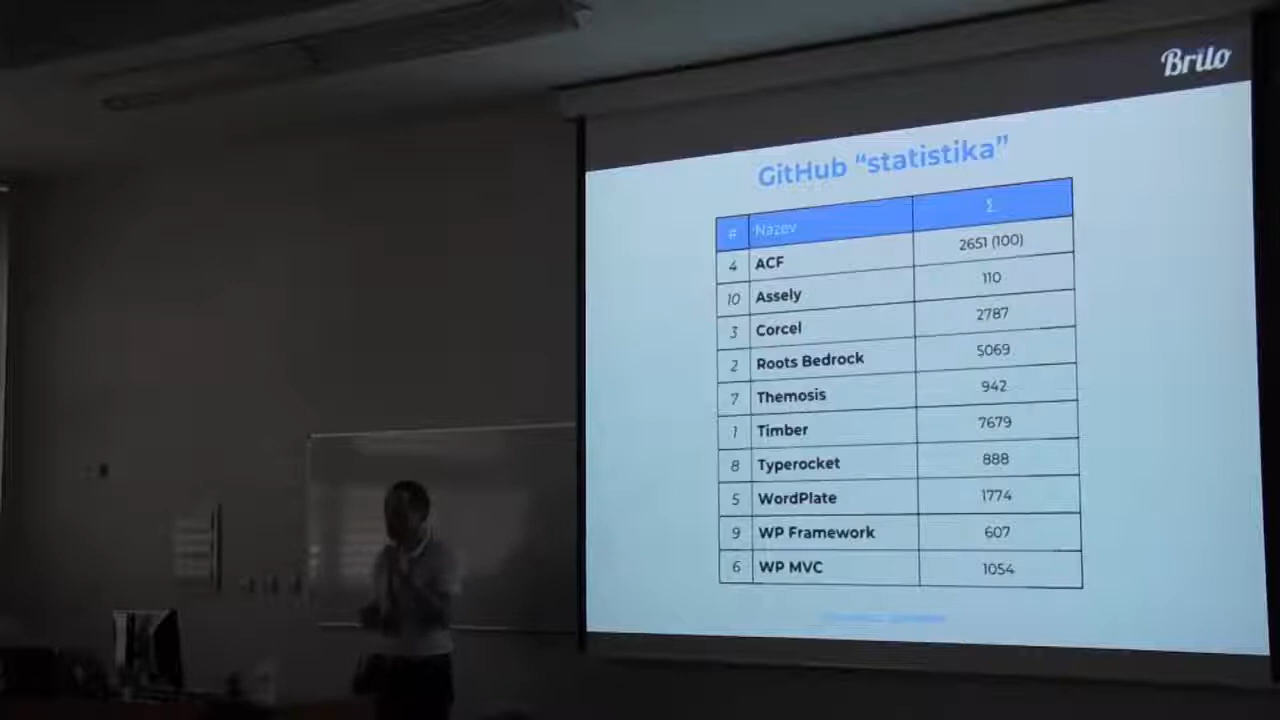 Brilo
GitHub “statistika”
# Název Σ
4 ACF 2651 (100)
10 Assely 110
3 Corcel 2787
2 Roots Bedrock 5069
7 Themosis 942
1 Timber 7679
8 Typerocket 888
5 WordPlate 1774
9 WP Framework 607
6 WP MVC 1054